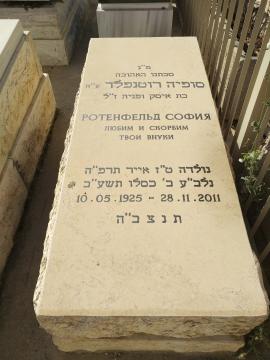 פ"נ
סבתנו האהובה
סופיה רוטנפלד ע"ה
בת איסק ופניה ז"ל
РОТЕНФЕЛЬД СОФИЯ
ЛЮБИМ И СКОРБИМ
ТВОИ ВНУКИ
נולדה ט"ז אייר תרפ"ה
נלב"ע ב' כסלו תשע"ב
10.05.1925 - 28.11.2011
תנצב"ה